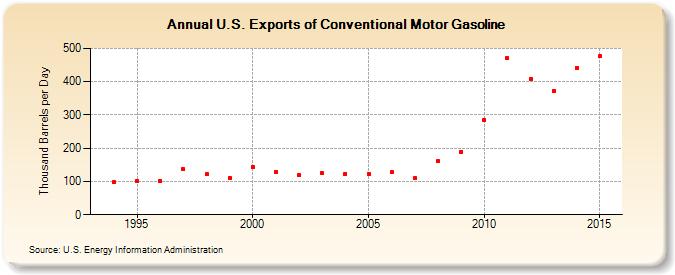 Annual U.S. Exports of Conventional Motor Gasoline
Thousand Barrels per Day
500
400
300
200
100
0
1995 2000 2005 2010 2015
Source: U.S. Energy Information Administration